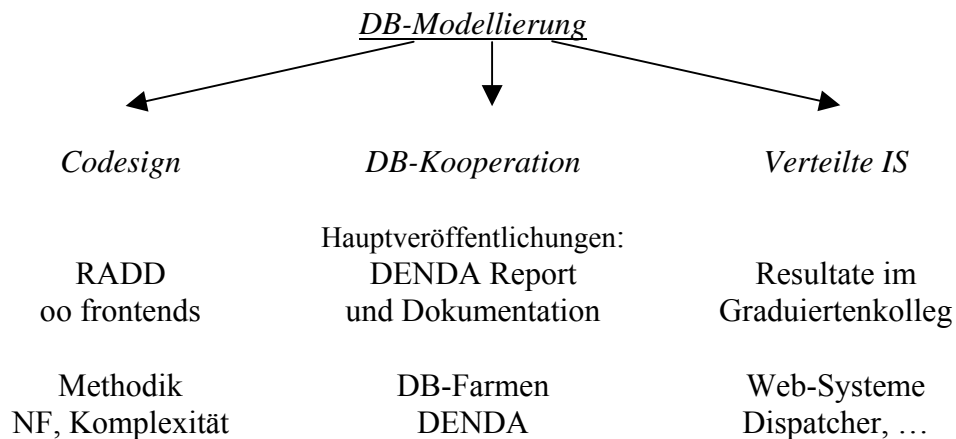 DB-Modellierung
Codesign DB-Kooperation Verteilte IS
Hauptveröffentlichungen:
RADD DENDA Report Resultate im
oo frontends und Dokumentation Graduiertenkolleg
Methodik DB-Farmen Web-Systeme
NF, Komplexität DENDA Dispatcher, …